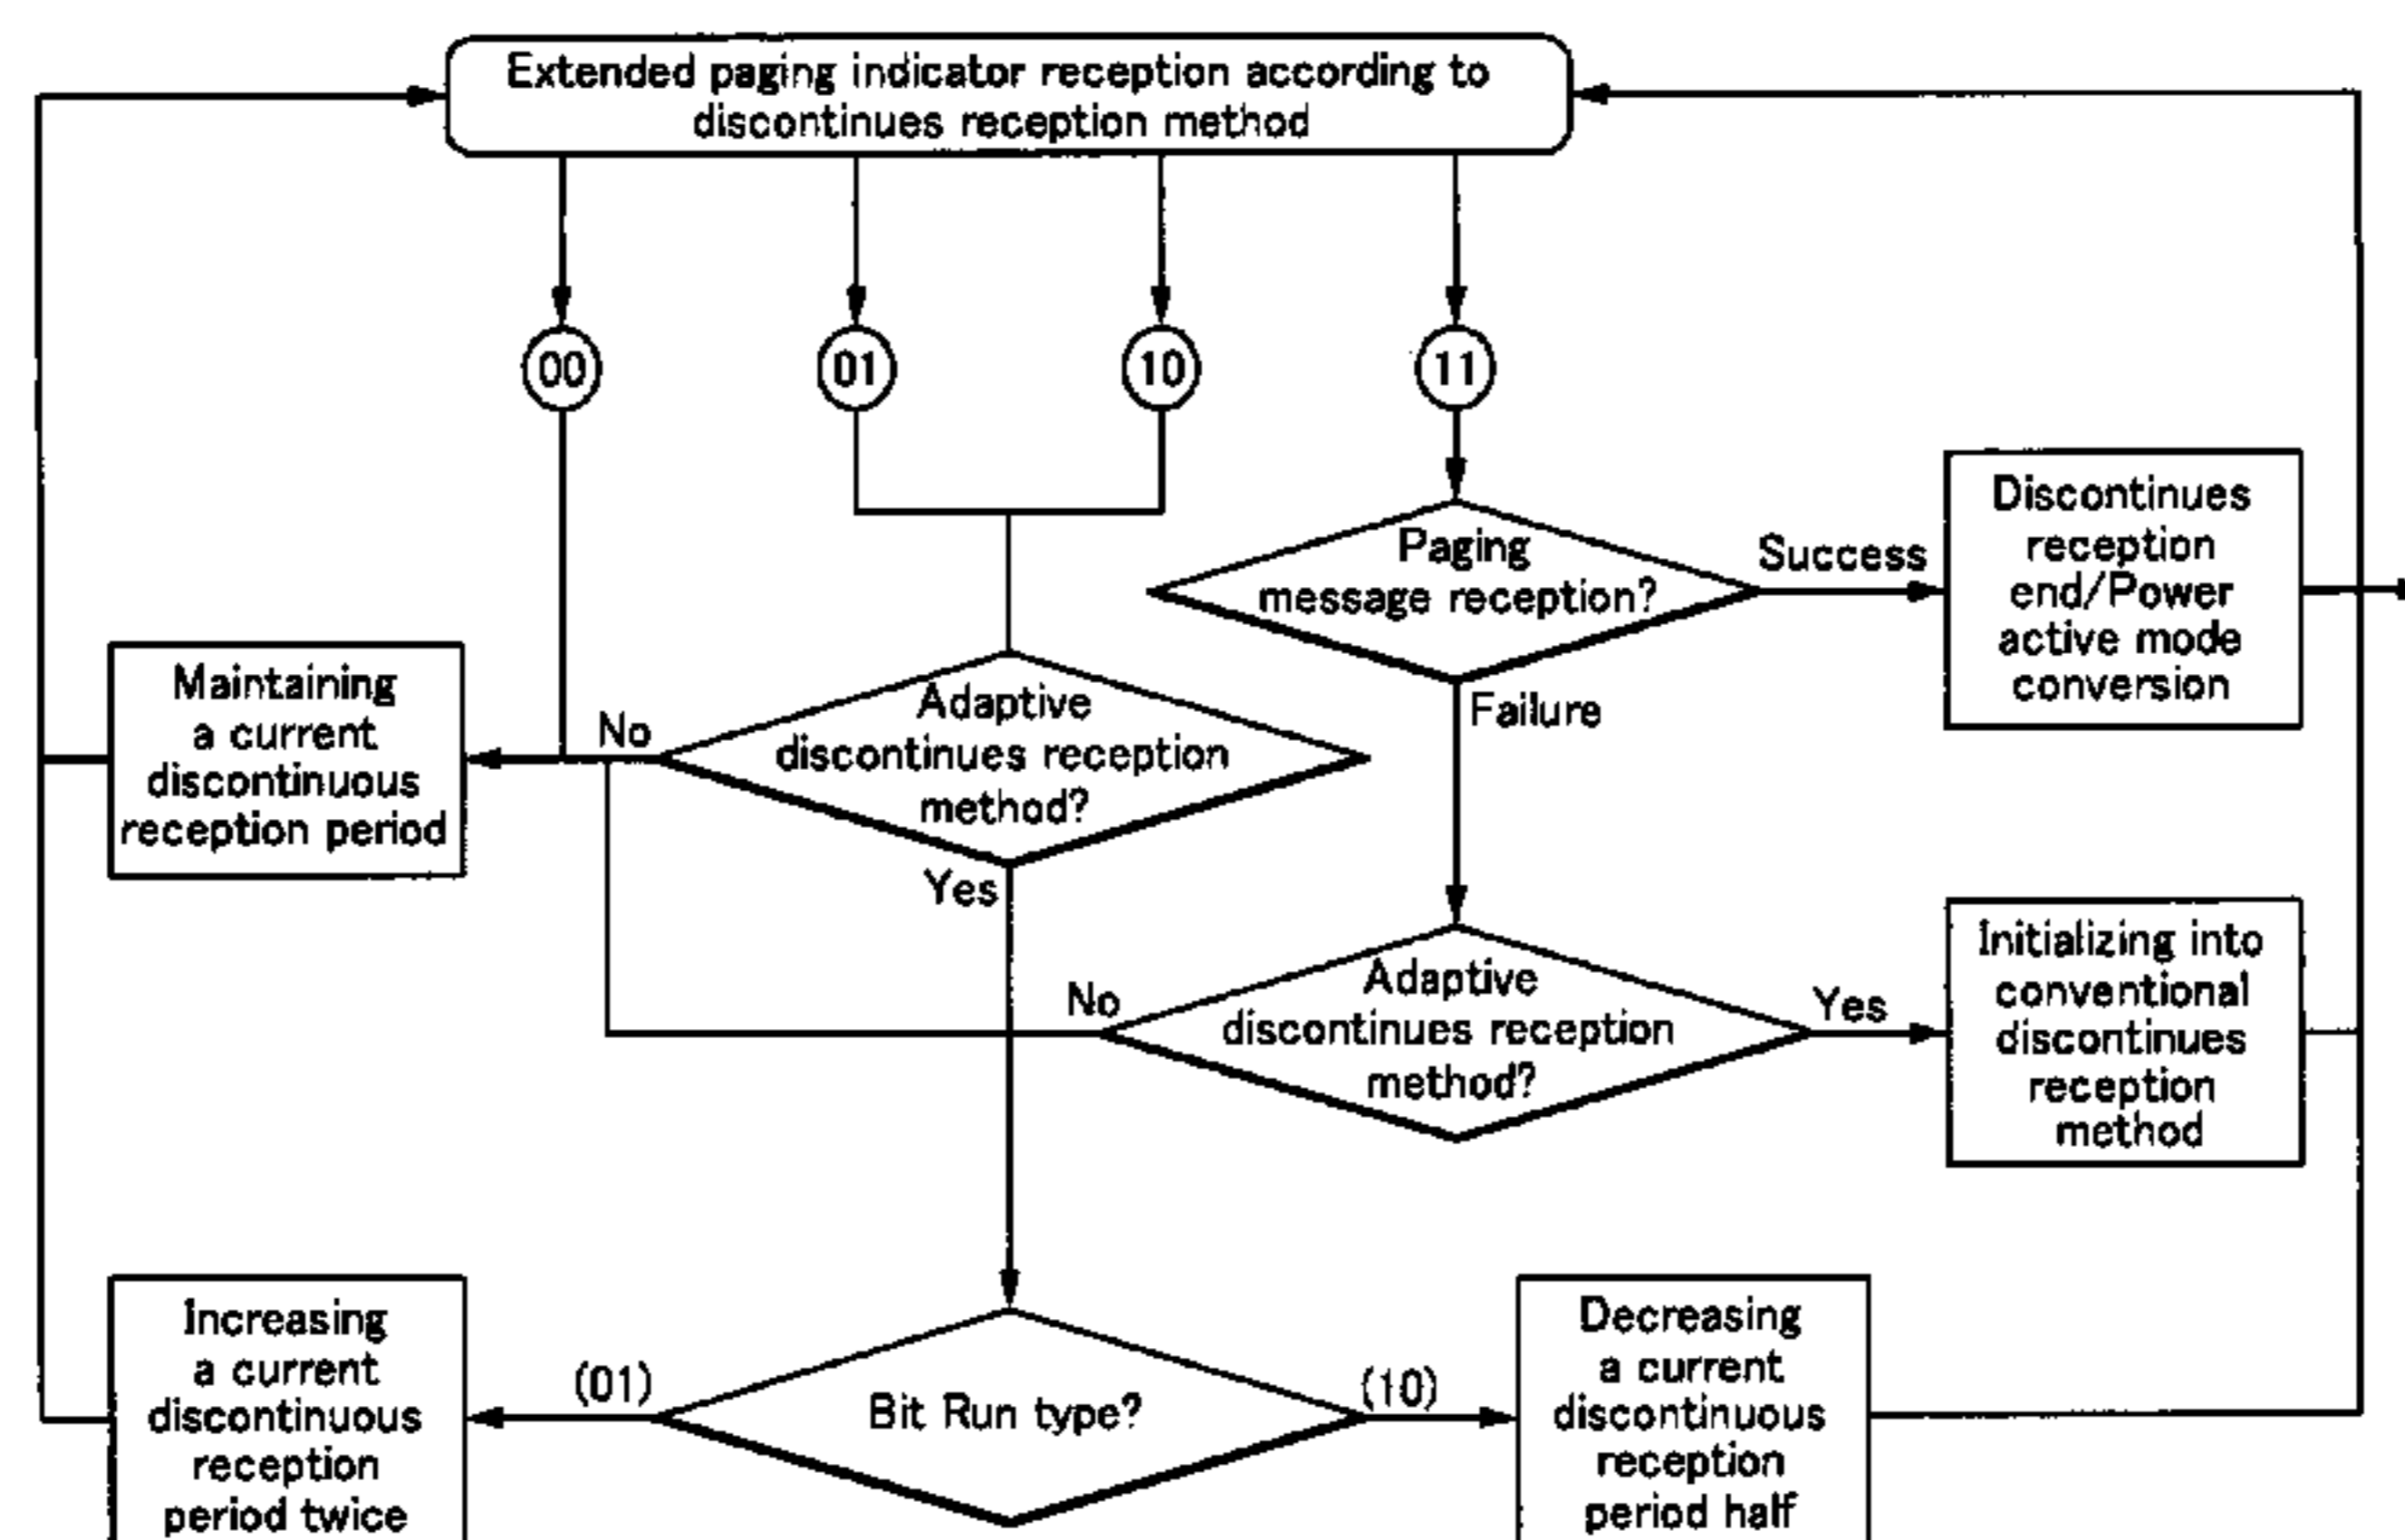 Extended paging indicator reception according to
discontinues reception method
00
01
10
11
Paging
message reception?
Success
Discontinues
reception
end/Power
active mode
conversion
Failure
Maintaining
a current
discontinuous
reception period
No
Adaptive
discontinues reception
method?
Yes
No
Adaptive
discontinues reception
method?
Yes
Initializing into
conventional
discontinues
reception
method
Increasing
a current
discontinuous
reception
period twice
(01)
Bit Run type?
(10)
Decreasing
a current
discontinuous
reception
period half